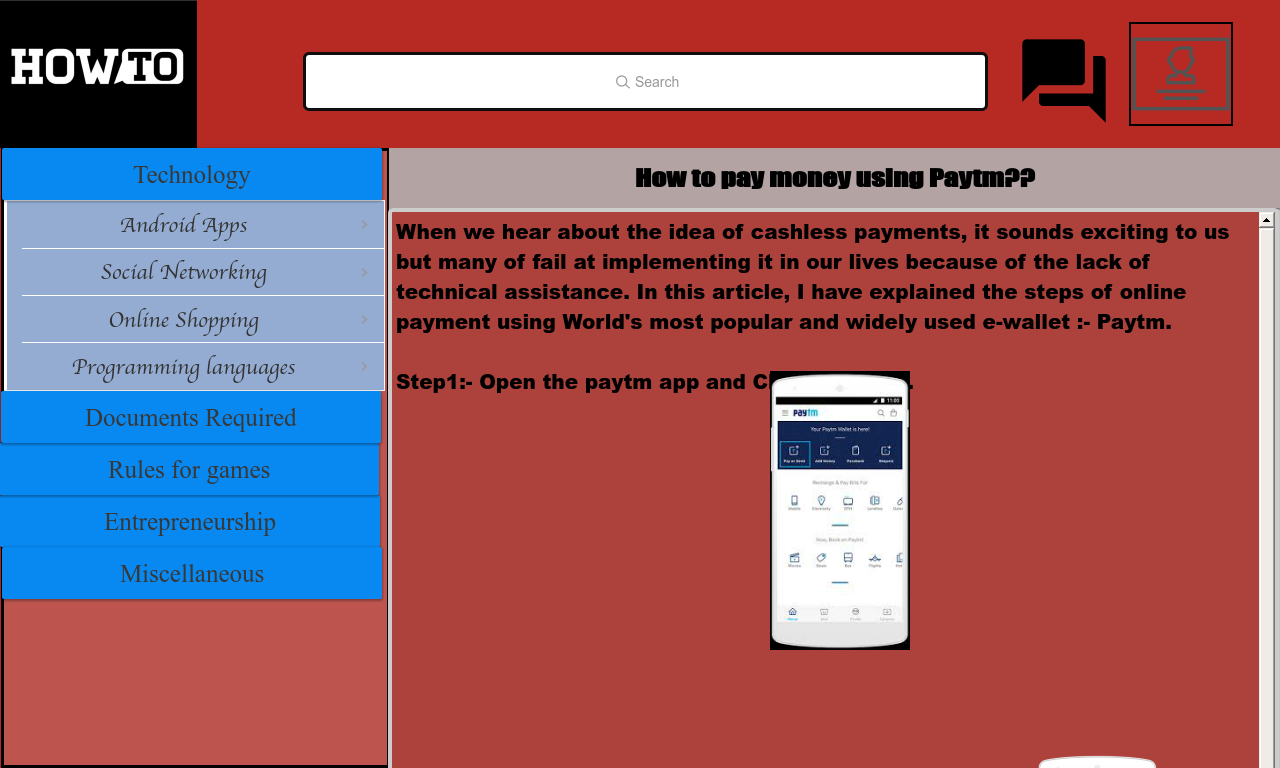 HOW TO
Search
Technology
Android Apps
Social Networking
Online Shopping
Programming languages
Documents Required
Rules for games
Entrepreneurship
Miscellaneous
How to pay money using Paytm??
When we hear about the idea of cashless payments, it sounds exciting to us
but many of fail at implementing it in our lives because of the lack of
technical assistance. In this article, I have explained the steps of online
payment using World's most popular and widely used e-wallet :- Paytm.
Step1:- Open the paytm app and C
.
11:00
paytm
Your Paytm Wallet is here!
Pay or Send Add Money Passbook Request
Recharge & Pay Bills For
Mobile Electricity DTH Landline
Now, Book on Paytm!
Movies Deals Bus Flights
Home Mall Profile